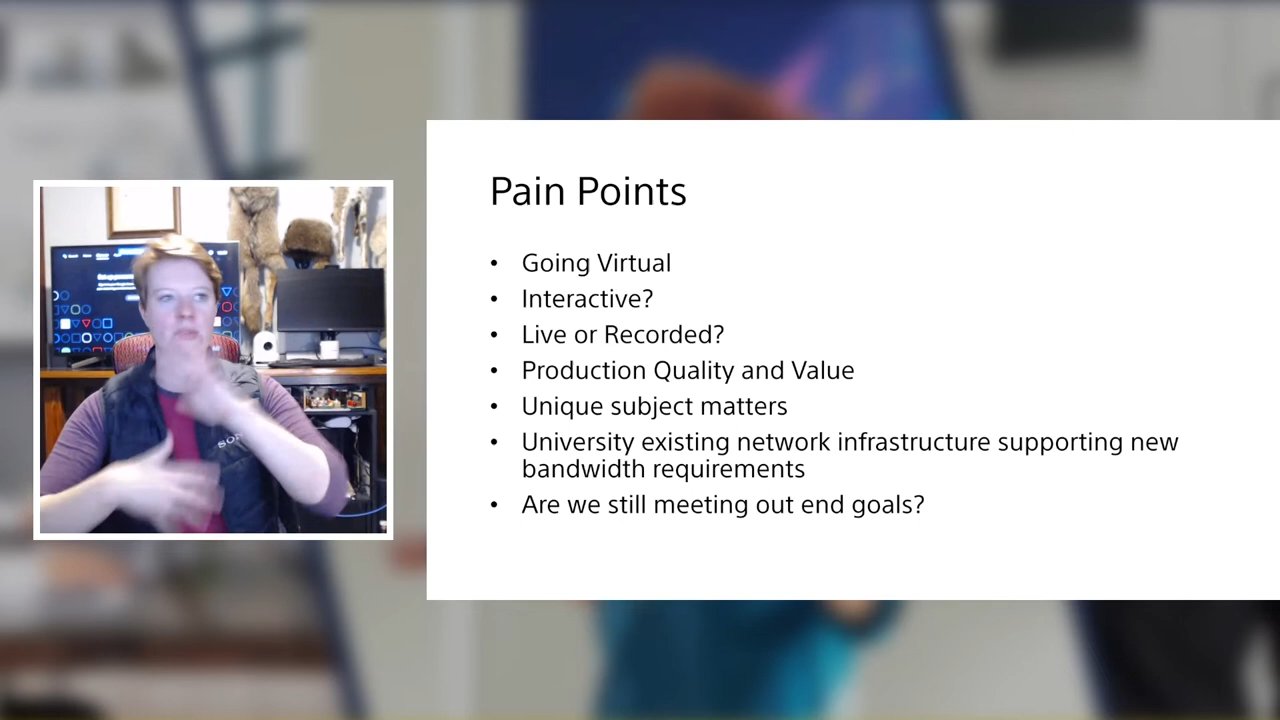 Pain Points
• Going Virtual
• Interactive?
• Live or Recorded?
• Production Quality and Value
• Unique subject matters
• University existing network infrastructure supporting new
bandwidth requirements
• Are we still meeting out end goals?
SONY